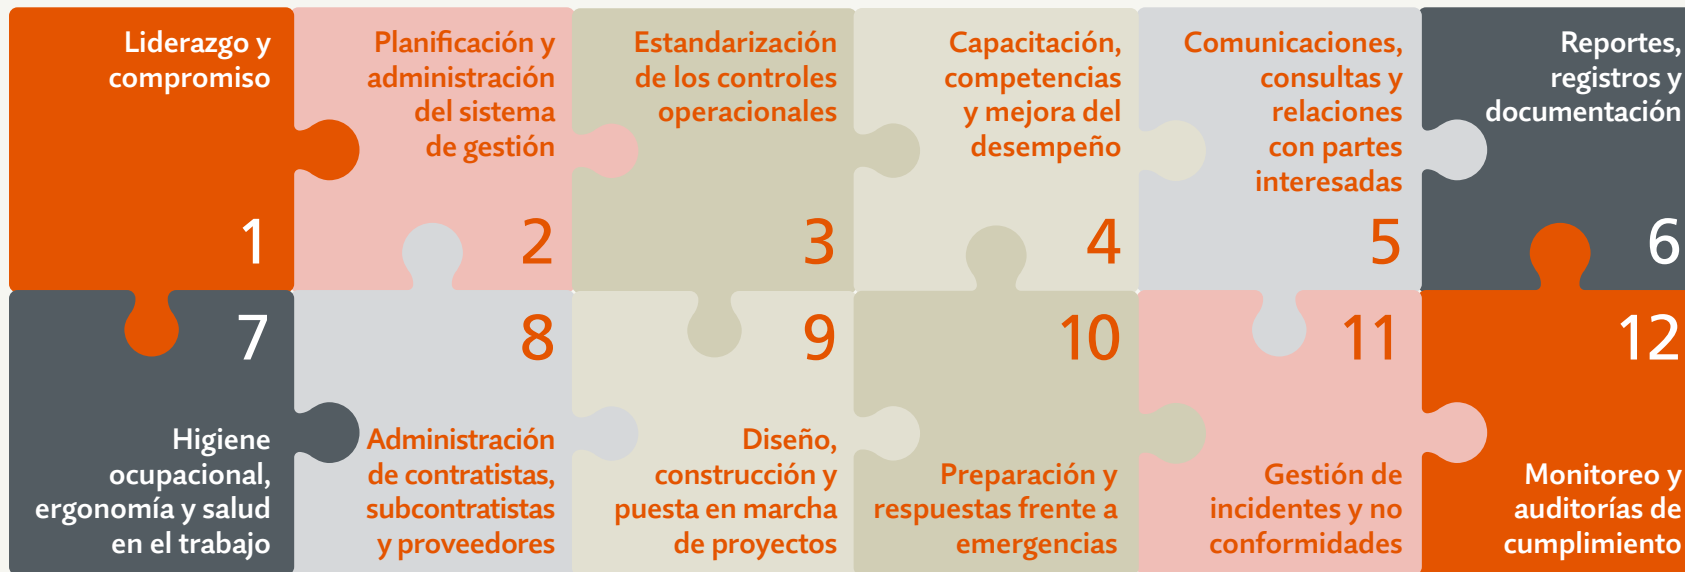 Liderazgo y
compromiso
1
Planificación y
administración
del sistema
de gestión
2
Estandarización
de los controles
operacionales
3
Capacitación,
competencias
y mejora del
desempeño
4
Comunicaciones,
consultas y
relaciones
con partes
interesadas
5
Reportes,
registros y
documentación
6
7
Higiene
ocupacional,
ergonomía y salud
en el trabajo
8
Administración
de contratistas,
subcontratistas
y proveedores
9
Diseño,
construcción y
puesta en marcha
de proyectos
10
Preparación y
respuestas frente a
emergencias
11
Gestión de
incidentes y no
conformidades
12
Monitoreo y
auditorías de
cumplimiento